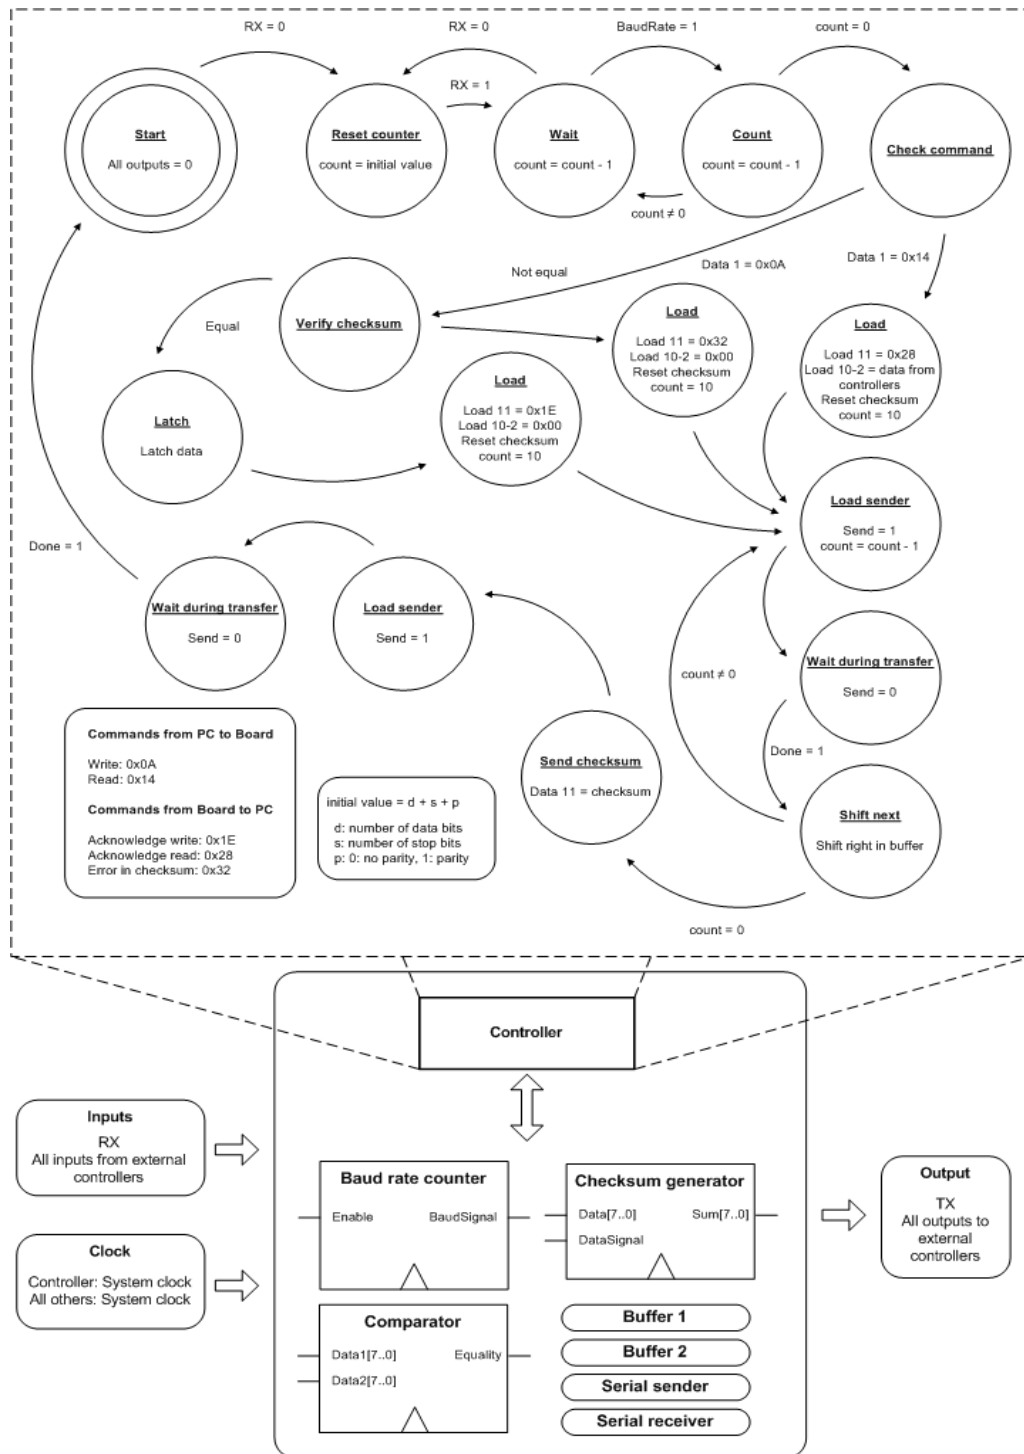 RX = 0
RX = 0
BaudRate = 1
count = 0
RX = 1
Start
All outputs = 0
Reset counter
count = initial value
Wait
count = count - 1
Count
count = count - 1
Check command
count ≠ 0
Not equal
Data 1 = 0x0A
Data 1 = 0x14
Equal
Verify checksum
Load
Load 11 = 0x32
Load 10-2 = 0x00
Reset checksum
count = 10
Load
Load 11 = 0x28
Load 10-2 = data from
controllers
Reset checksum
count = 10
Load
Load 11 = 0x1E
Load 10-2 = 0x00
Reset checksum
count = 10
Latch
Latch data
Load sender
Send = 1
count = count - 1
Done = 1
Wait during transfer
Send = 0
Load sender
Send = 1
count ≠ 0
Wait during transfer
Send = 0
Done = 1
Send checksum
Data 11 = checksum
Shift next
Shift right in buffer
count = 0
Commands from PC to Board
Write: 0x0A
Read: 0x14
Commands from Board to PC
Acknowledge write: 0x1E
Acknowledge read: 0x28
Error in checksum: 0x32
initial value = d + s + p
d: number of data bits
s: number of stop bits
p: 0: no parity, 1: parity
Controller
Inputs
RX
All inputs from external
controllers
Clock
Controller: System clock
All others: System clock
Baud rate counter
Enable
BaudSignal
Checksum generator
Data[7..0]
Sum[7..0]
DataSignal
Comparator
Data1[7..0]
Equality
Data2[7..0]
Buffer 1
Buffer 2
Serial sender
Serial receiver
Output
TX
All outputs to
external
controllers